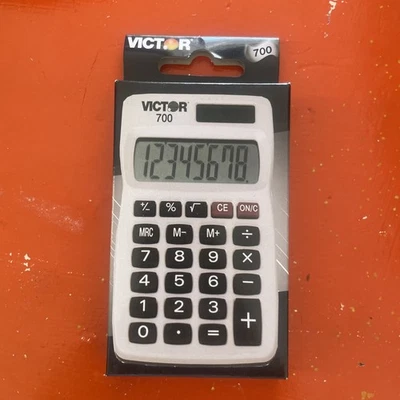 VICTOR
700
VICTOR
700
12345678.
+/- % √ CE ON/C
MRC M- M+ ÷
7 8 9 ×
4 5 6 −
1 2 3 +
0 · =